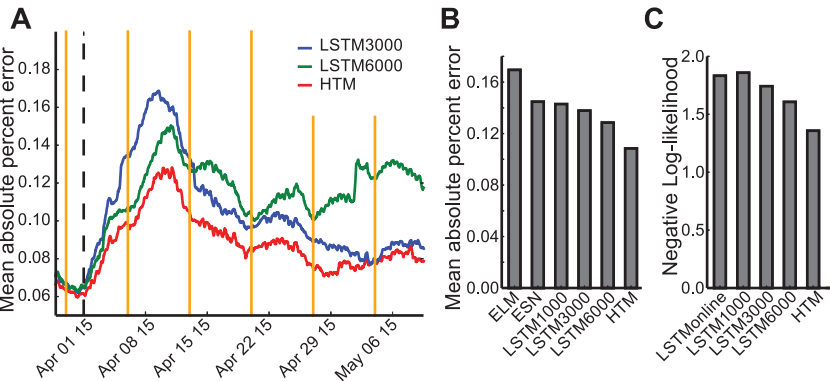 A
Mean absolute percent error
0.18
0.16
0.14
0.12
0.10
0.08
0.06
LSTM3000
LSTM6000
HTM
Apr 01 15
Apr 08 15
Apr 15 15
Apr 22 15
Apr 29 15
May 06 15
B
Mean absolute percent error
0.16
0.12
0.16
0.04
0.00
ELM
ESN
LSTM1000
LSTM3000
LSTM6000
HTM
C
Negative Log-likelihood
2.0
1.5
1.0
0.5
0.0
LSTMonline
LSTM1000
LSTM3000
LSTM6000
HTM